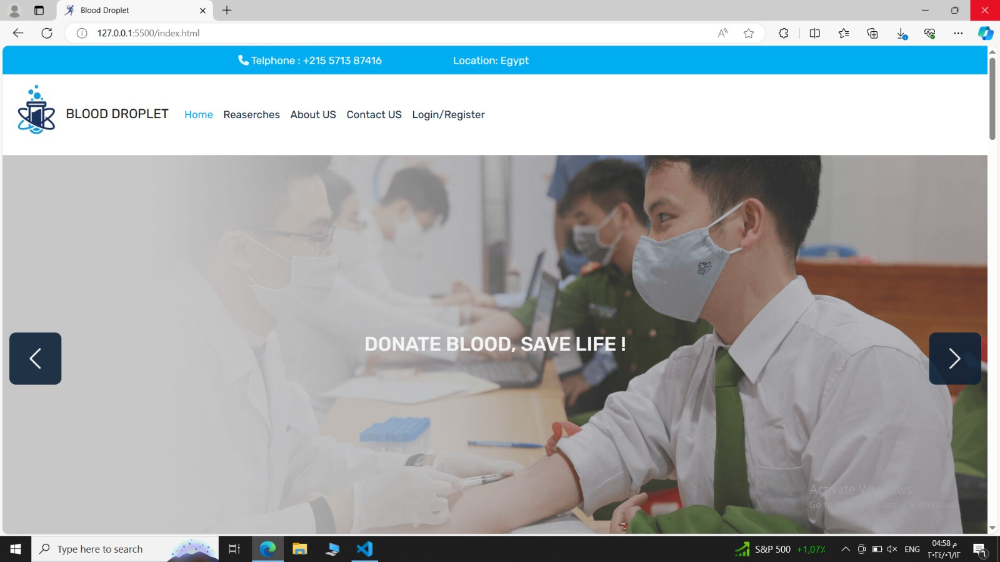 Blood Droplet
127.0.0.1:5500/index.html
Telphone : +215 5713 87416
Location: Egypt
BLOOD DROPLET
Home
Reaserches
About US
Contact US
Login/Register
DONATE BLOOD, SAVE LIFE !
Activate Windows
Go to Settings to activate Windows.
Type here to search
S&P 500 +1,07٪
ENG
04:58 م
٢٠٢٤/٠٦/١٢